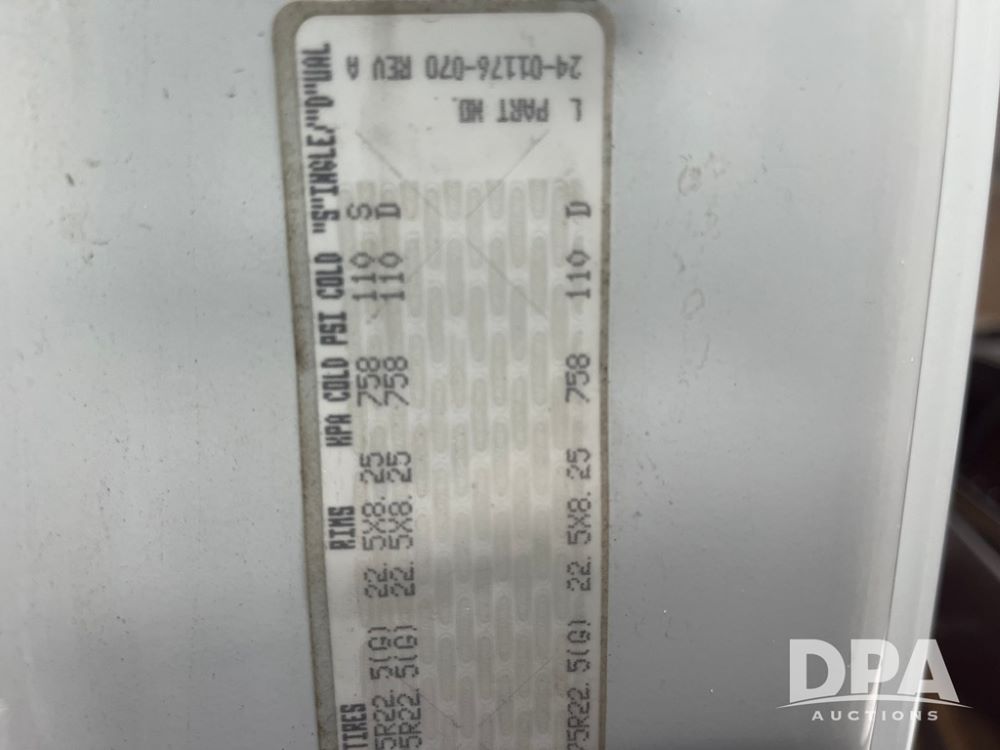 TIRES RIMS KPA COLD PSI COLD "S"INGLE/"D"UAL
5R22.5(G) 22.5X8.25 758 110 S
5R22.5(G) 22.5X8.25 758 110 D
75R22.5(G) 22.5X8.25 758 110 D
L PART NO.
24-01176-070 REV A
DPA
AUCTIONS